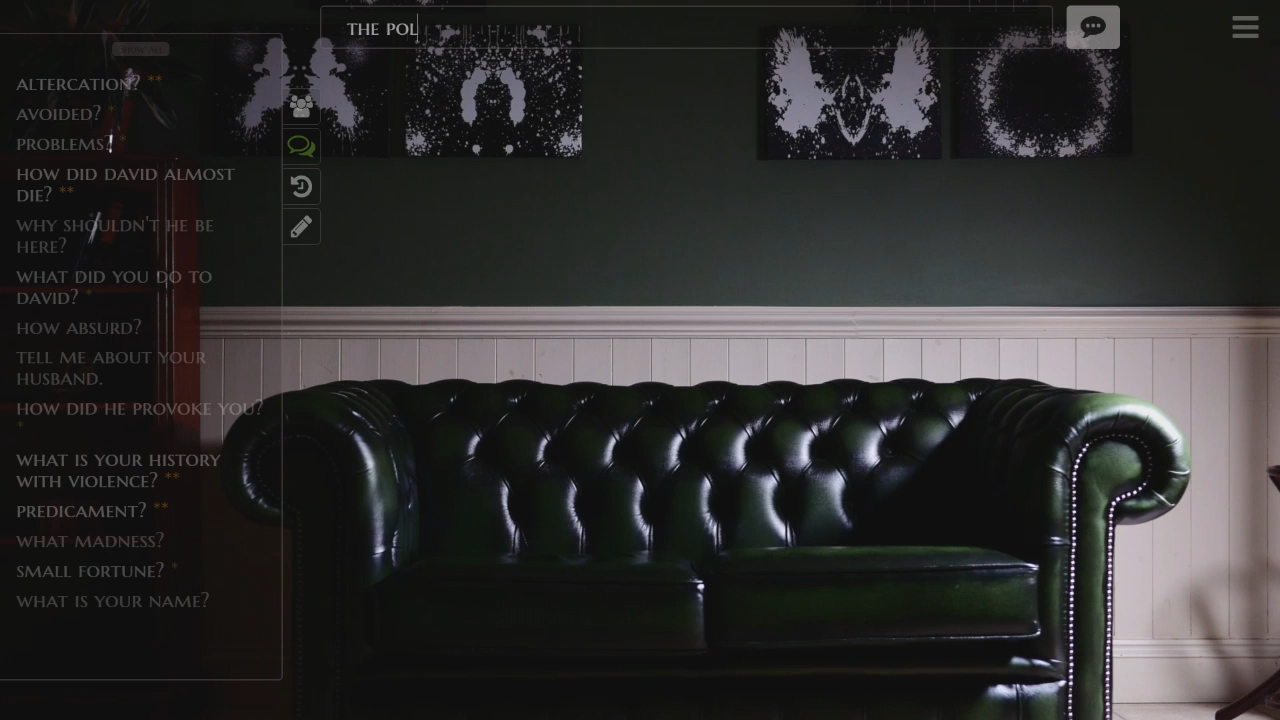 THE POL
SHOW ALL
ALTERCATION? **
AVOIDED? *
PROBLEMS?
HOW DID DAVID ALMOST
DIE? **
WHY SHOULDN'T HE BE
HERE?
WHAT DID YOU DO TO
DAVID? *
HOW ABSURD?
TELL ME ABOUT YOUR
HUSBAND.
HOW DID HE PROVOKE YOU?
*
WHAT IS YOUR HISTORY
WITH VIOLENCE? **
PREDICAMENT? **
WHAT MADNESS?
SMALL FORTUNE? *
WHAT IS YOUR NAME?